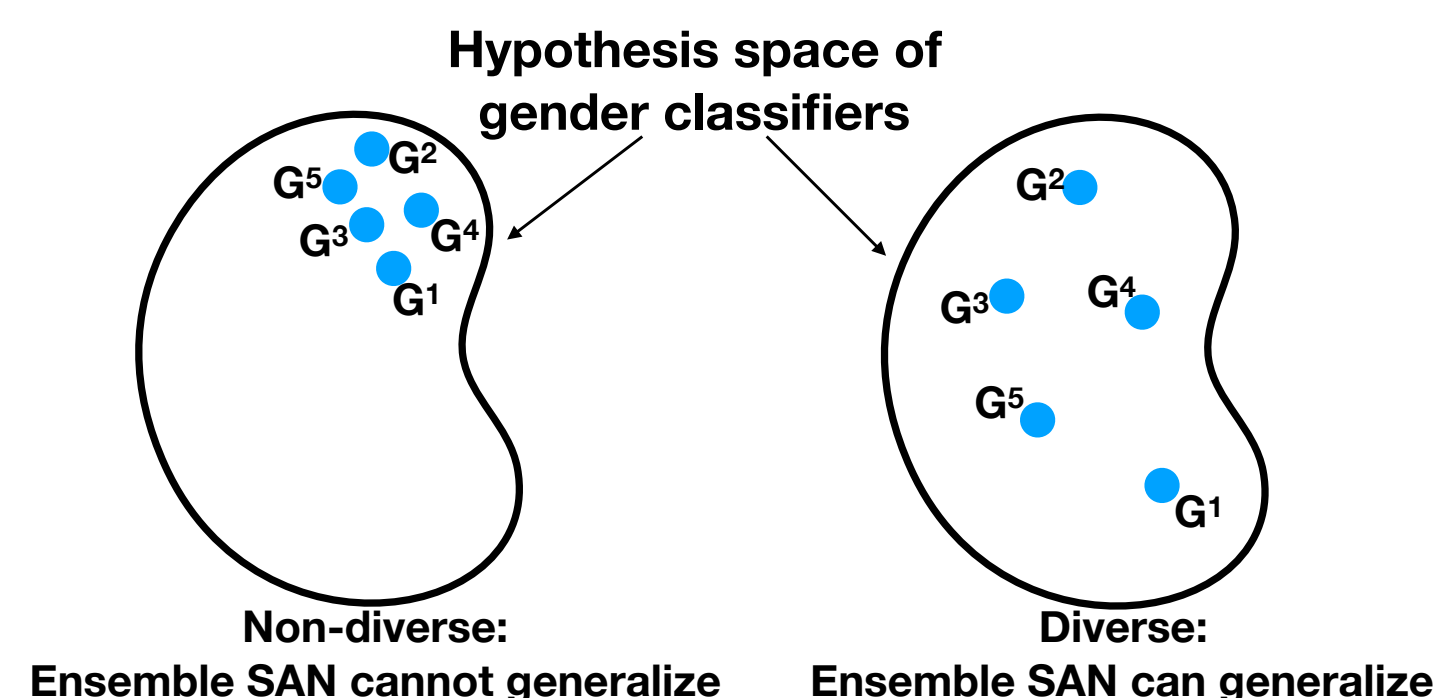 Hypothesis space of
gender classifiers
G²
G⁵
G⁴
G³
G¹
G²
G⁴
G³
G⁵
G¹
Non-diverse:
Ensemble SAN cannot generalize
Diverse:
Ensemble SAN can generalize